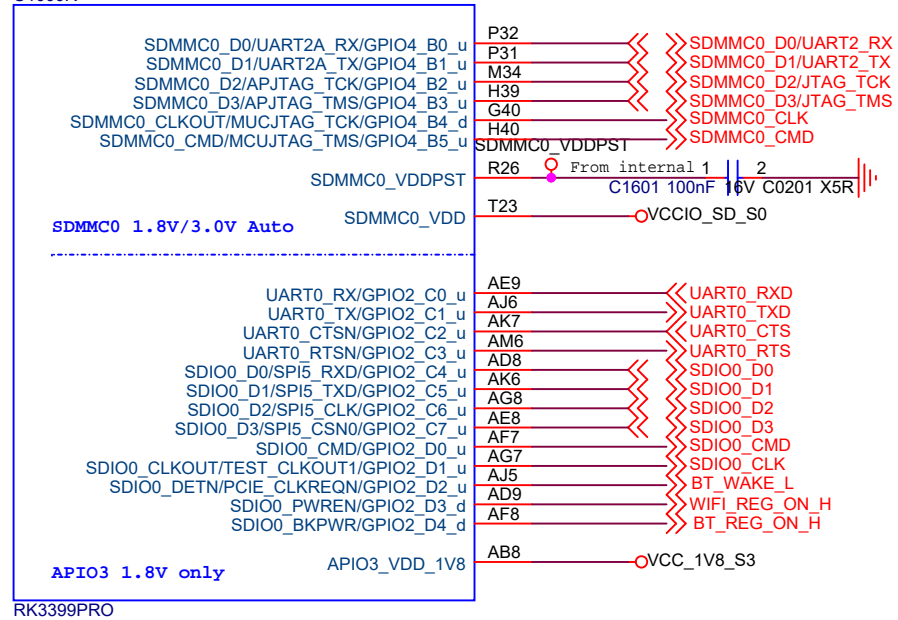 SDMMC0_D0/UART2A_RX/GPIO4_B0_u P32 SDMMC0_D0/UART2_RX
SDMMC0_D1/UART2A_TX/GPIO4_B1_u P31 SDMMC0_D1/UART2_TX
SDMMC0_D2/APJTAG_TCK/GPIO4_B2_u M34 SDMMC0_D2/JTAG_TCK
SDMMC0_D3/APJTAG_TMS/GPIO4_B3_u H39 SDMMC0_D3/JTAG_TMS
SDMMC0_CLKOUT/MUCJTAG_TCK/GPIO4_B4_d G40 SDMMC0_CLK
SDMMC0_CMD/MCUJTAG_TMS/GPIO4_B5_u H40 SDMMC0_CMD
SDMMC0_VDDPST
SDMMC0_VDDPST R26 From internal 1 2
C1601 100nF 16V C0201 X5R
SDMMC0_VDD T23 VCCIO_SD_S0
SDMMC0 1.8V/3.0V Auto
UART0_RX/GPIO2_C0_u AE9 UART0_RXD
UART0_TX/GPIO2_C1_u AJ6 UART0_TXD
UART0_CTSN/GPIO2_C2_u AK7 UART0_CTS
UART0_RTSN/GPIO2_C3_u AM6 UART0_RTS
SDIO0_D0/SPI5_RXD/GPIO2_C4_u AD8 SDIO0_D0
SDIO0_D1/SPI5_TXD/GPIO2_C5_u AK6 SDIO0_D1
SDIO0_D2/SPI5_CLK/GPIO2_C6_u AG8 SDIO0_D2
SDIO0_D3/SPI5_CSN0/GPIO2_C7_u AE8 SDIO0_D3
SDIO0_CMD/GPIO2_D0_u AF7 SDIO0_CMD
SDIO0_CLKOUT/TEST_CLKOUT1/GPIO2_D1_u AG7 SDIO0_CLK
SDIO0_DETN/PCIE_CLKREQN/GPIO2_D2_u AJ5 BT_WAKE_L
SDIO0_PWREN/GPIO2_D3_d AD9 WIFI_REG_ON_H
SDIO0_BKPWR/GPIO2_D4_d AF8 BT_REG_ON_H
APIO3_VDD_1V8 AB8 VCC_1V8_S3
APIO3 1.8V only
RK3399PRO